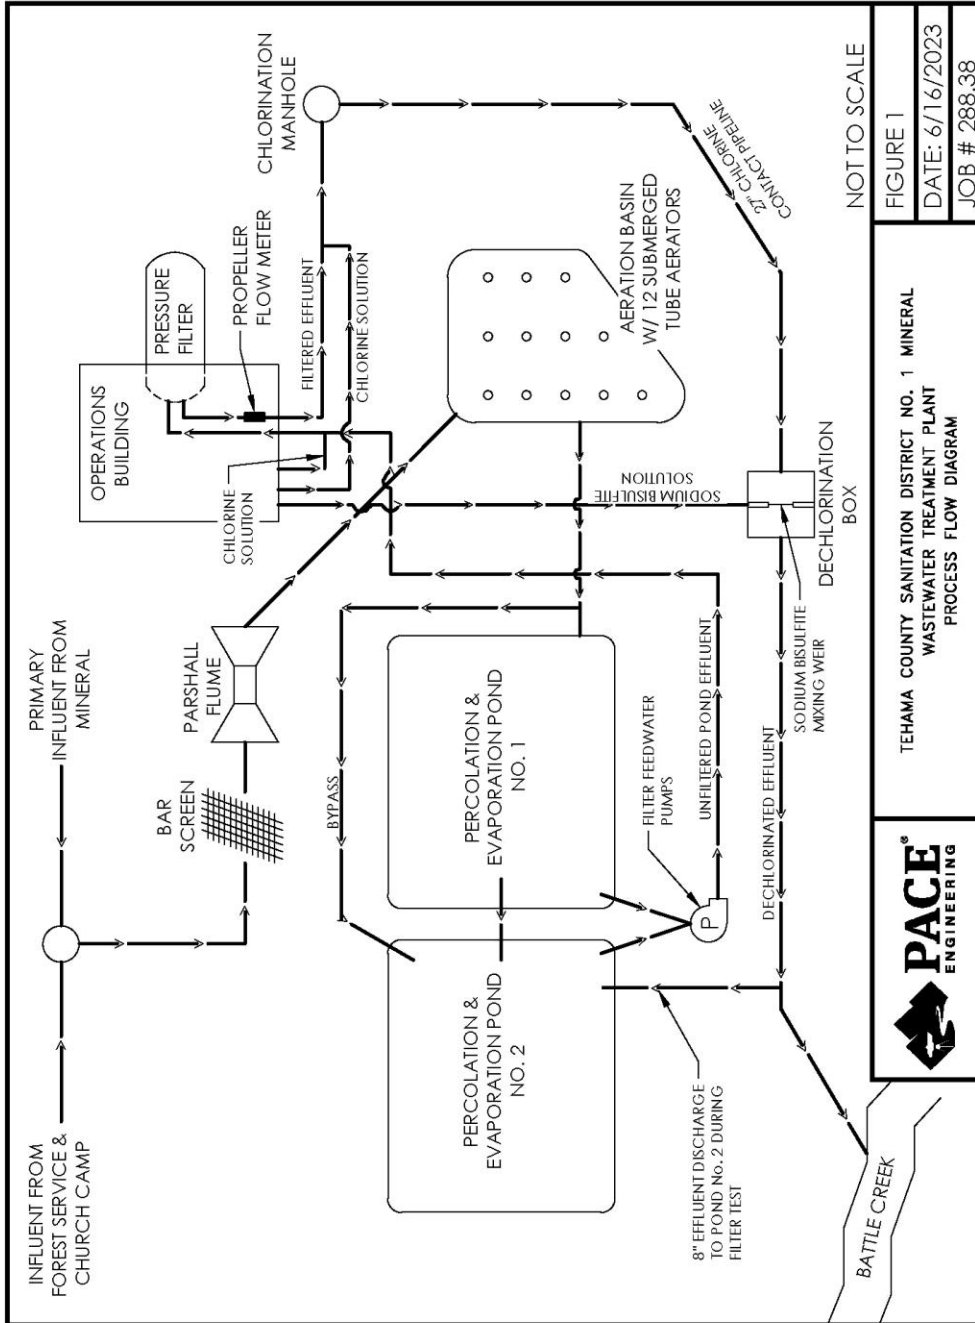 INFLUENT FROM
FOREST SERVICE &
CHURCH CAMP
PRIMARY
INFLUENT FROM
MINERAL
BAR
SCREEN
PARSHALL
FLUME
OPERATIONS
BUILDING
PRESSURE
FILTER
PROPELLER
FLOW METER
CHLORINATION
MANHOLE
CHLORINE
SOLUTION
FILTERED EFFLUENT
CHLORINE SOLUTION
BYPASS
PERCOLATION &
EVAPORATION POND
NO. 2
PERCOLATION &
EVAPORATION POND
NO. 1
AERATION BASIN
W/ 12 SUBMERGED
TUBE AERATORS
27" CHLORINE
CONTACT PIPELINE
SODIUM BISULFITE
SOLUTION
FILTER FEEDWATER
PUMPS
P
UNFILTERED POND EFFLUENT
8" EFFLUENT DISCHARGE
TO POND No. 2 DURING
FILTER TEST
DECHLORINATED EFFLUENT
SODIUM BISULFITE
MIXING WEIR
DECHLORINATION
BOX
BATTLE CREEK
NOT TO SCALE
PACE®
ENGINEERING
TEHAMA COUNTY SANITATION DISTRICT NO. 1 MINERAL
WASTEWATER TREATMENT PLANT
PROCESS FLOW DIAGRAM
FIGURE 1
DATE: 6/16/2023
JOB # 288.38